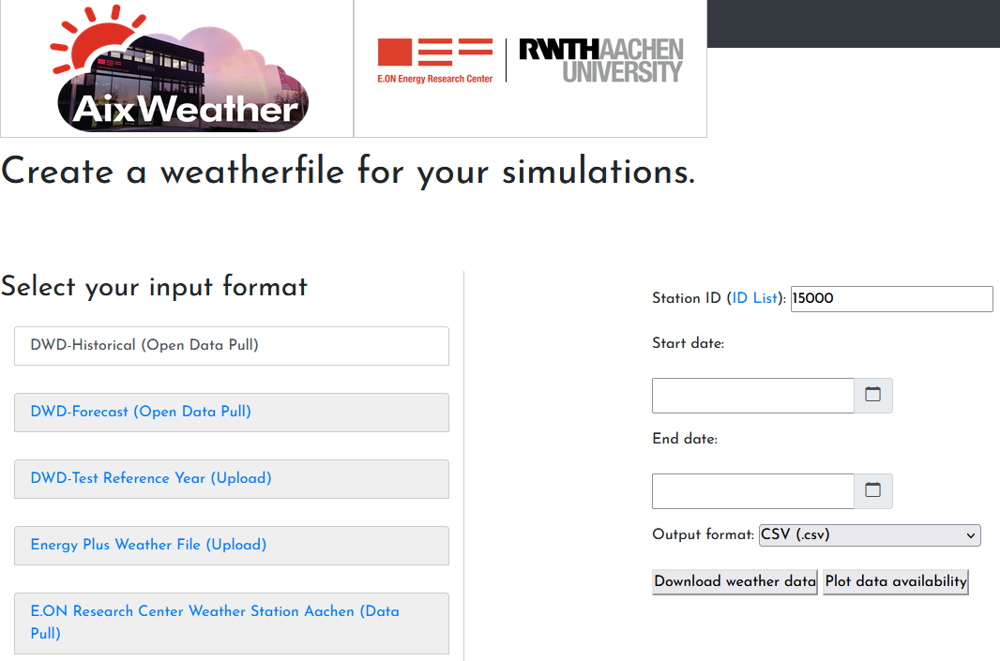 AixWeather
E.ON Energy Research Center
RWTHAACHEN
UNIVERSITY
Create a weatherfile for your simulations.
Select your input format
DWD-Historical (Open Data Pull)
DWD-Forecast (Open Data Pull)
DWD-Test Reference Year (Upload)
Energy Plus Weather File (Upload)
E.ON Research Center Weather Station Aachen (Data
Pull)
Station ID (ID List): 15000
Start date:
End date:
Output format: CSV (.csv)
Download weather data Plot data availability